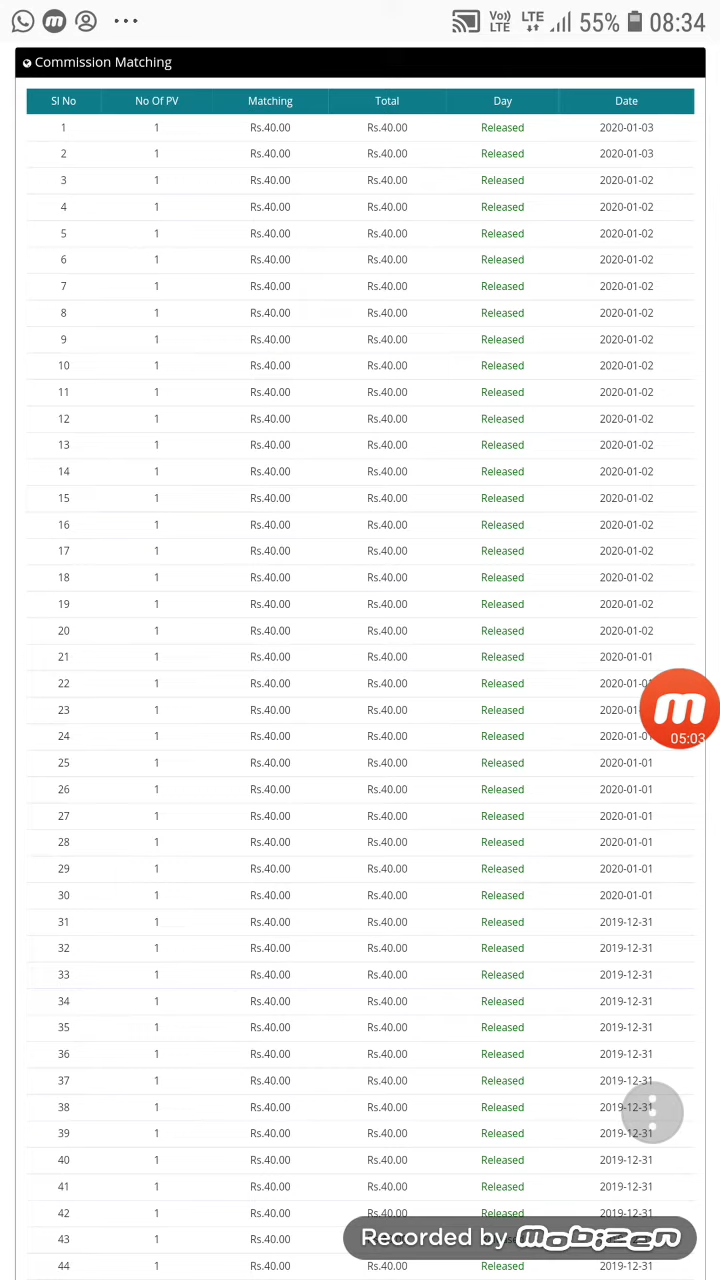 Vo)) LTE LTE 55% 08:34
Commission Matching
Sl No No Of PV Matching Total Day Date
1 1 Rs.40.00 Rs.40.00 Released 2020-01-03
2 1 Rs.40.00 Rs.40.00 Released 2020-01-03
3 1 Rs.40.00 Rs.40.00 Released 2020-01-02
4 1 Rs.40.00 Rs.40.00 Released 2020-01-02
5 1 Rs.40.00 Rs.40.00 Released 2020-01-02
6 1 Rs.40.00 Rs.40.00 Released 2020-01-02
7 1 Rs.40.00 Rs.40.00 Released 2020-01-02
8 1 Rs.40.00 Rs.40.00 Released 2020-01-02
9 1 Rs.40.00 Rs.40.00 Released 2020-01-02
10 1 Rs.40.00 Rs.40.00 Released 2020-01-02
11 1 Rs.40.00 Rs.40.00 Released 2020-01-02
12 1 Rs.40.00 Rs.40.00 Released 2020-01-02
13 1 Rs.40.00 Rs.40.00 Released 2020-01-02
14 1 Rs.40.00 Rs.40.00 Released 2020-01-02
15 1 Rs.40.00 Rs.40.00 Released 2020-01-02
16 1 Rs.40.00 Rs.40.00 Released 2020-01-02
17 1 Rs.40.00 Rs.40.00 Released 2020-01-02
18 1 Rs.40.00 Rs.40.00 Released 2020-01-02
19 1 Rs.40.00 Rs.40.00 Released 2020-01-02
20 1 Rs.40.00 Rs.40.00 Released 2020-01-02
21 1 Rs.40.00 Rs.40.00 Released 2020-01-01
22 1 Rs.40.00 Rs.40.00 Released 2020-01-01
23 1 Rs.40.00 Rs.40.00 Released
24 1 Rs.40.00 Rs.40.00 Released 2020-01-01
05:03
25 1 Rs.40.00 Rs.40.00 Released 2020-01-01
26 1 Rs.40.00 Rs.40.00 Released 2020-01-01
27 1 Rs.40.00 Rs.40.00 Released 2020-01-01
28 1 Rs.40.00 Rs.40.00 Released 2020-01-01
29 1 Rs.40.00 Rs.40.00 Released 2020-01-01
30 1 Rs.40.00 Rs.40.00 Released 2020-01-01
31 1 Rs.40.00 Rs.40.00 Released 2019-12-31
32 1 Rs.40.00 Rs.40.00 Released 2019-12-31
33 1 Rs.40.00 Rs.40.00 Released 2019-12-31
34 1 Rs.40.00 Rs.40.00 Released 2019-12-31
35 1 Rs.40.00 Rs.40.00 Released 2019-12-31
36 1 Rs.40.00 Rs.40.00 Released 2019-12-31
37 1 Rs.40.00 Rs.40.00 Released 2019-12-31
38 1 Rs.40.00 Rs.40.00 Released 2019-12-31
39 1 Rs.40.00 Rs.40.00 Released 2019-12-31
40 1 Rs.40.00 Rs.40.00 Released 2019-12-31
41 1 Rs.40.00 Rs.40.00 Released 2019-12-31
42 1 Rs.40.00 Rs.40.00 Released 2019-12-31
43 1 Rs.40.00
Recorded by mobizen
44 1 Rs.40.00 Rs.40.00 Released 2019-12-31